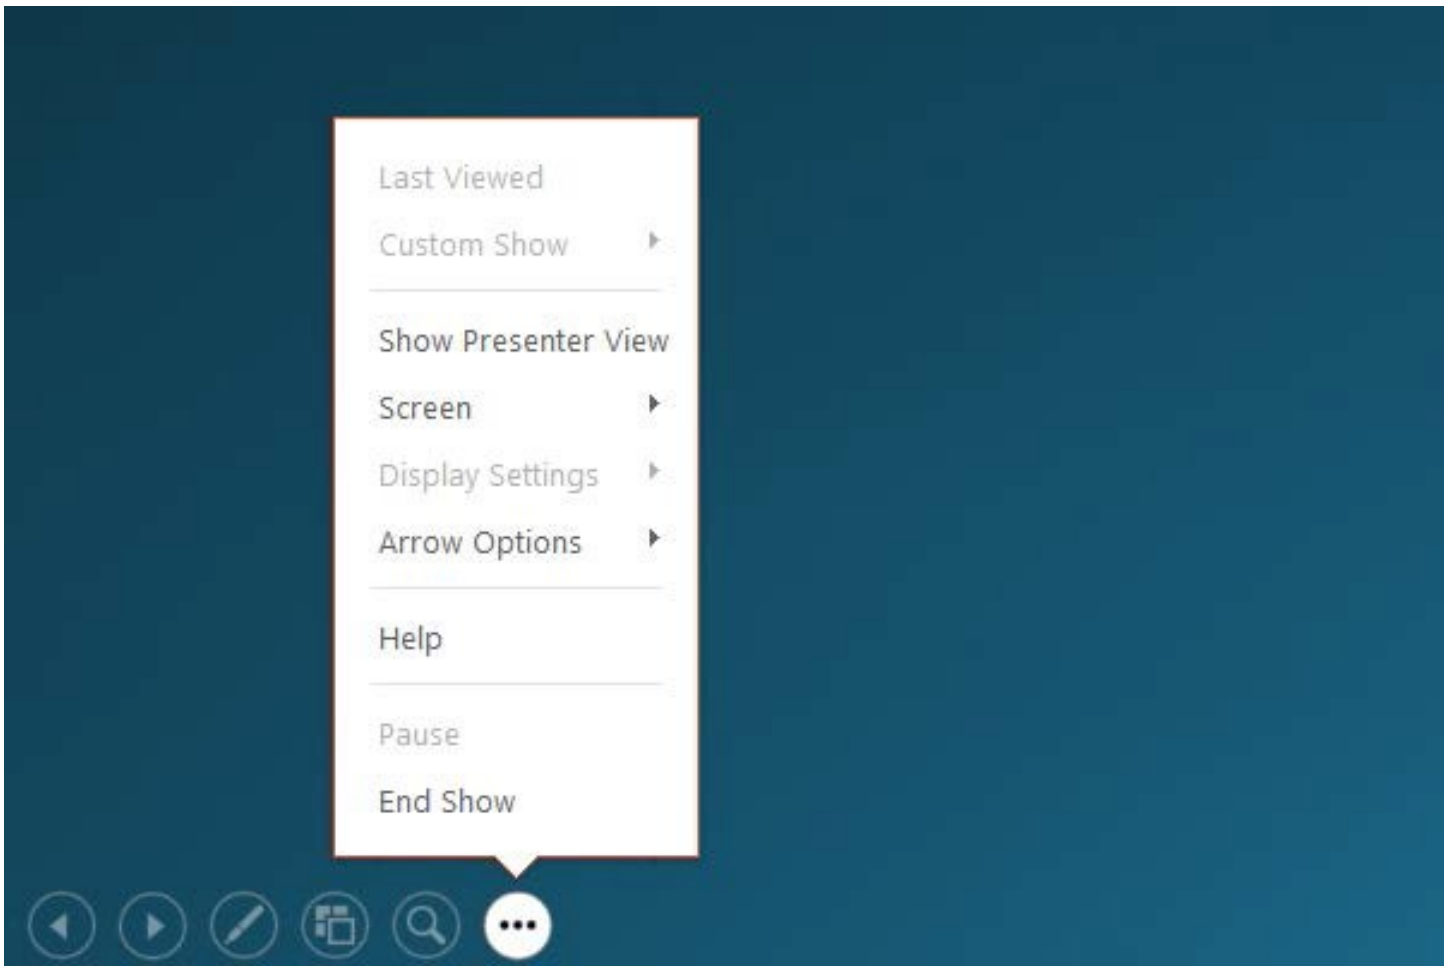 Last Viewed
Custom Show
Show Presenter View
Screen
Display Settings
Arrow Options
Help
Pause
End Show